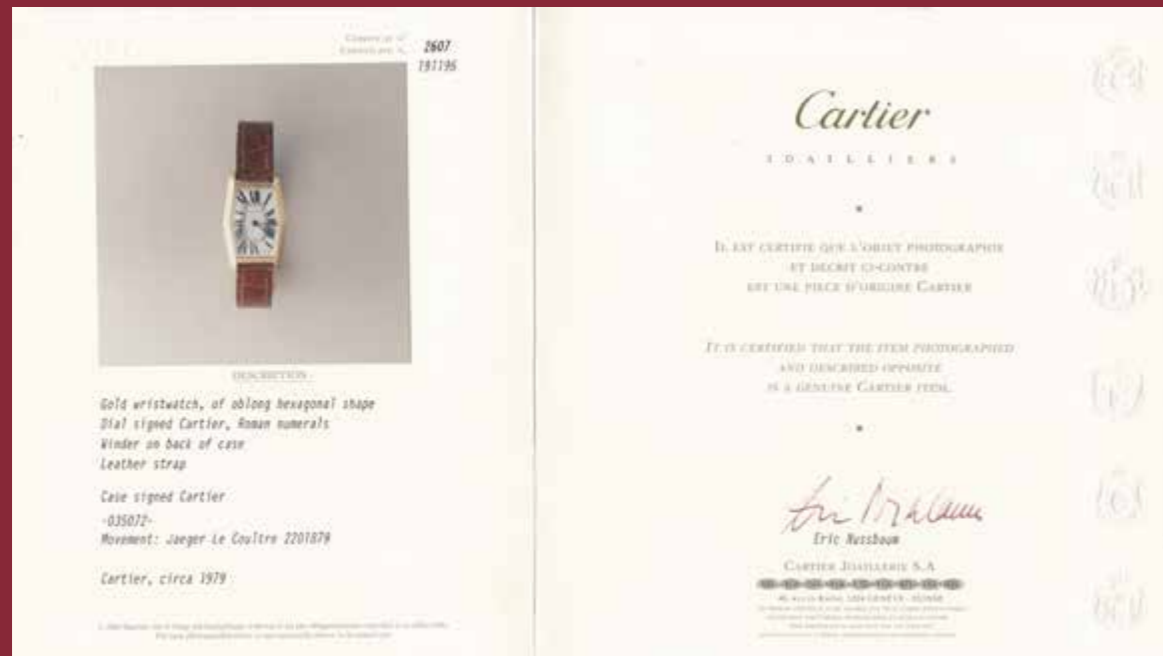 2607
191196
DESCRIPTION
Gold wristwatch, of oblong hexagonal shape
Dial signed Cartier, Roman numerals
Winder on back of case
Leather strap
Case signed Cartier
-035072-
Movement: Jaeger Le Coultre 2201879
Cartier, circa 1979
Cartier
JOAILLIERS
IL EST CERTIFIE QUE L'OBJET PHOTOGRAPHIE
ET DECRIT CI-CONTRE
EST UNE PIECE D'ORIGINE CARTIER
IT IS CERTIFIED THAT THE ITEM PHOTOGRAPHED
AND DESCRIBED OPPOSITE
IS A GENUINE CARTIER ITEM.
Eric Nussbaum
CARTIER JOAILLERIE S.A
GENEVE - SUISSE